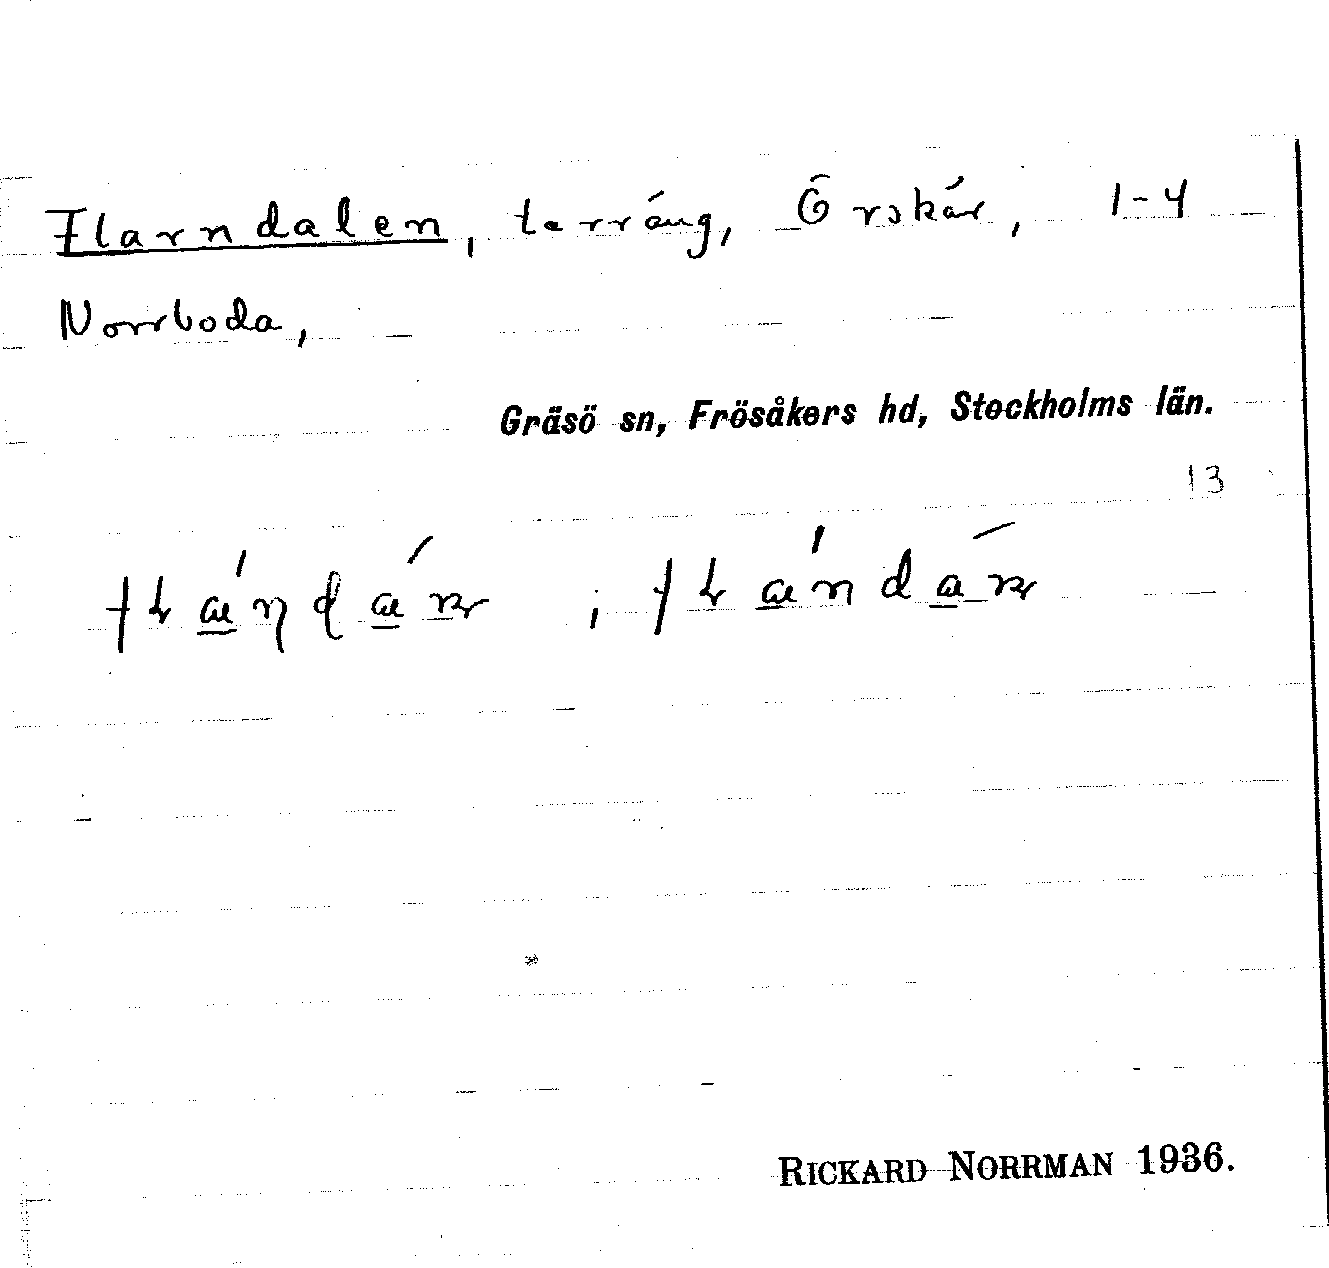 Flarndalen, terräng, Örskär, 1-4
Norrboda,
Gräsö sn, Frösåkers hd, Stockholms län.
13
RICKARD NORRMAN 1936.